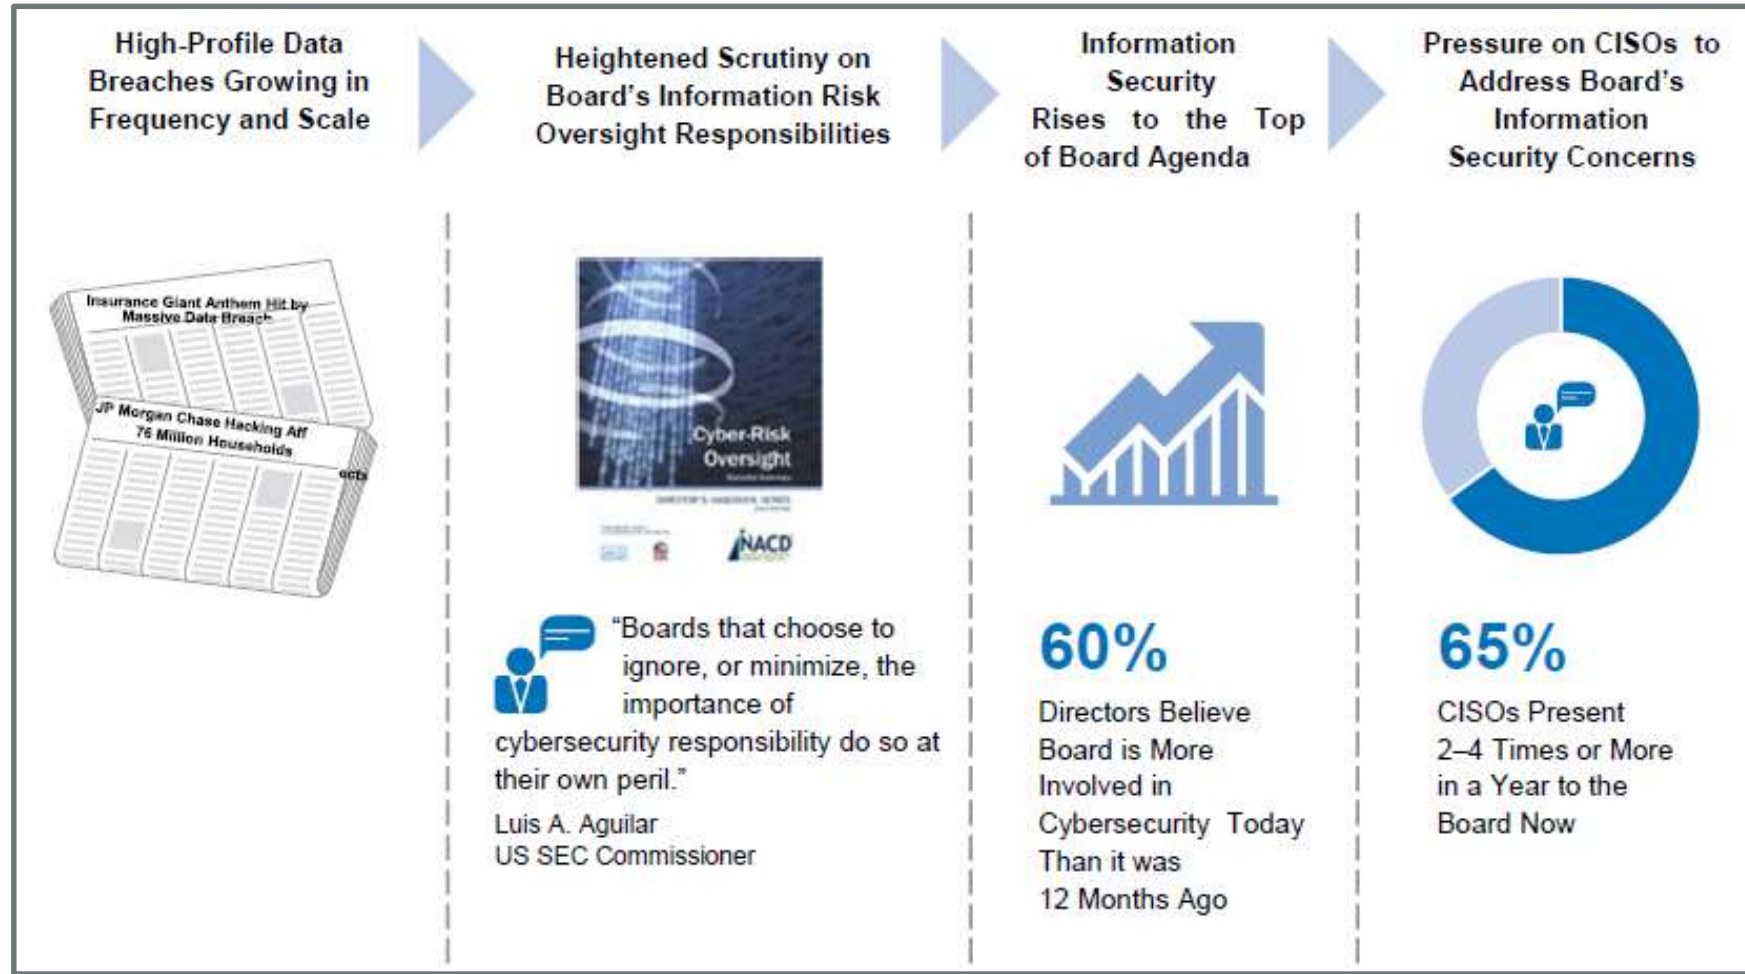 High-Profile Data
Breaches Growing in
Frequency and Scale
Heightened Scrutiny on
Board's Information Risk
Oversight Responsibilities
Information
Security
Rises to the Top
of Board Agenda
Pressure on CISOs to
Address Board's
Information
Security Concerns
Insurance Giant Anthem Hit by
Massive Data Breach
JP Morgan Chase Hacking Aff
76 Million Households
ects
Cyber-Risk
Oversight
DIRECTOR'S HANDBOOK SERIES
NACD
“Boards that choose to
ignore, or minimize, the
importance of
cybersecurity responsibility do so at
their own peril.”
Luis A. Aguilar
US SEC Commissioner
60%
Directors Believe
Board is More
Involved in
Cybersecurity Today
Than it was
12 Months Ago
65%
CISOs Present
2–4 Times or More
in a Year to the
Board Now